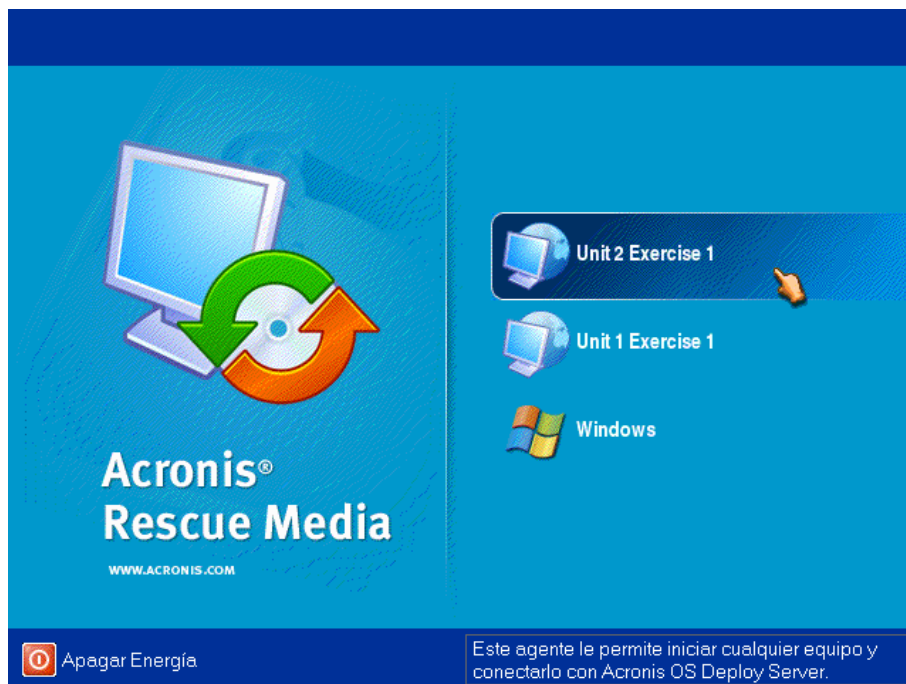 Acronis®
Rescue Media
WWW.ACRONIS.COM
Unit 2 Exercise 1
Unit 1 Exercise 1
Windows
Apagar Energía
Este agente le permite iniciar cualquier equipo y
conectarlo con Acronis OS Deploy Server.